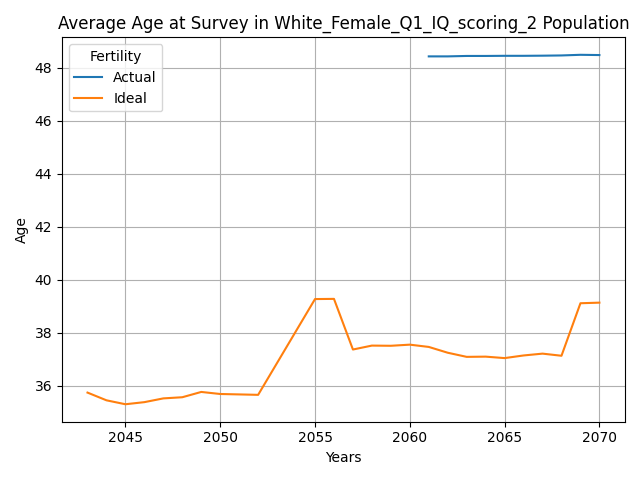 Average Age at Survey in White_Female_Q1_IQ_scoring_2 Population
Fertility
Actual
Ideal
48
46
44
42
40
38
36
Age
2045 2050 2055 2060 2065 2070
Years